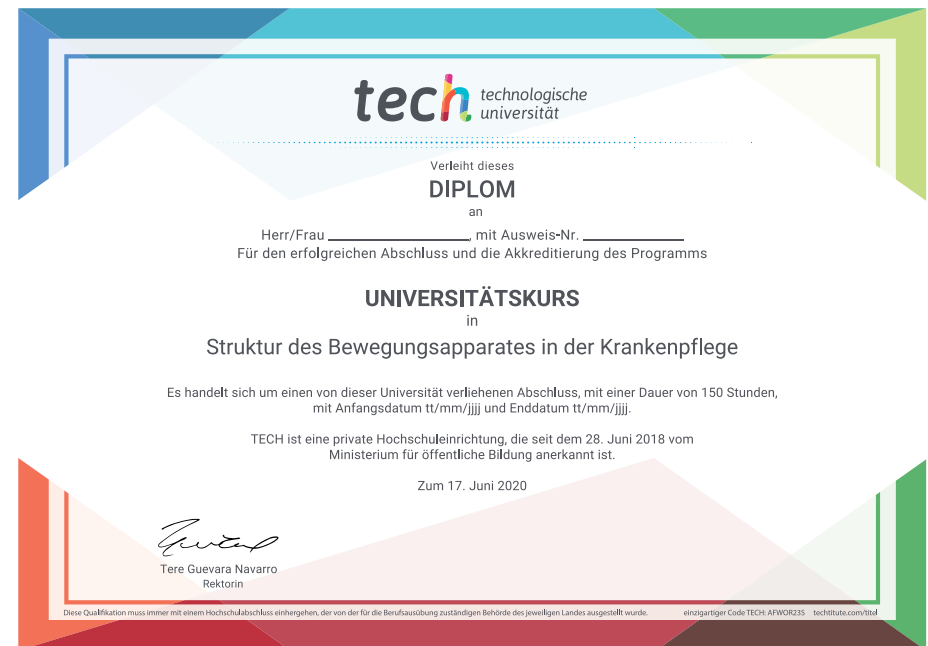 tech technologische
universität
Verleiht dieses
DIPLOM
an
Herr/Frau ____________, mit Ausweis-Nr. ____________
Für den erfolgreichen Abschluss und die Akkreditierung des Programms
UNIVERSITÄTSKURS
in
Struktur des Bewegungsapparates in der Krankenpflege
Es handelt sich um einen von dieser Universität verliehenen Abschluss, mit einer Dauer von 150 Stunden,
mit Anfangsdatum tt/mm/jjjj und Enddatum tt/mm/jjjj.
TECH ist eine private Hochschuleinrichtung, die seit dem 28. Juni 2018 vom
Ministerium für öffentliche Bildung anerkannt ist.
Zum 17. Juni 2020
Tere Guevara Navarro
Rektorin
Diese Qualifikation muss immer mit einem Hochschulabschluss einhergehen, der von der für die Berufsausübung zuständigen Behörde des jeweiligen Landes ausgestellt wurde. einzigartiger Code TECH: AFWOR23S techtitute.com/titel